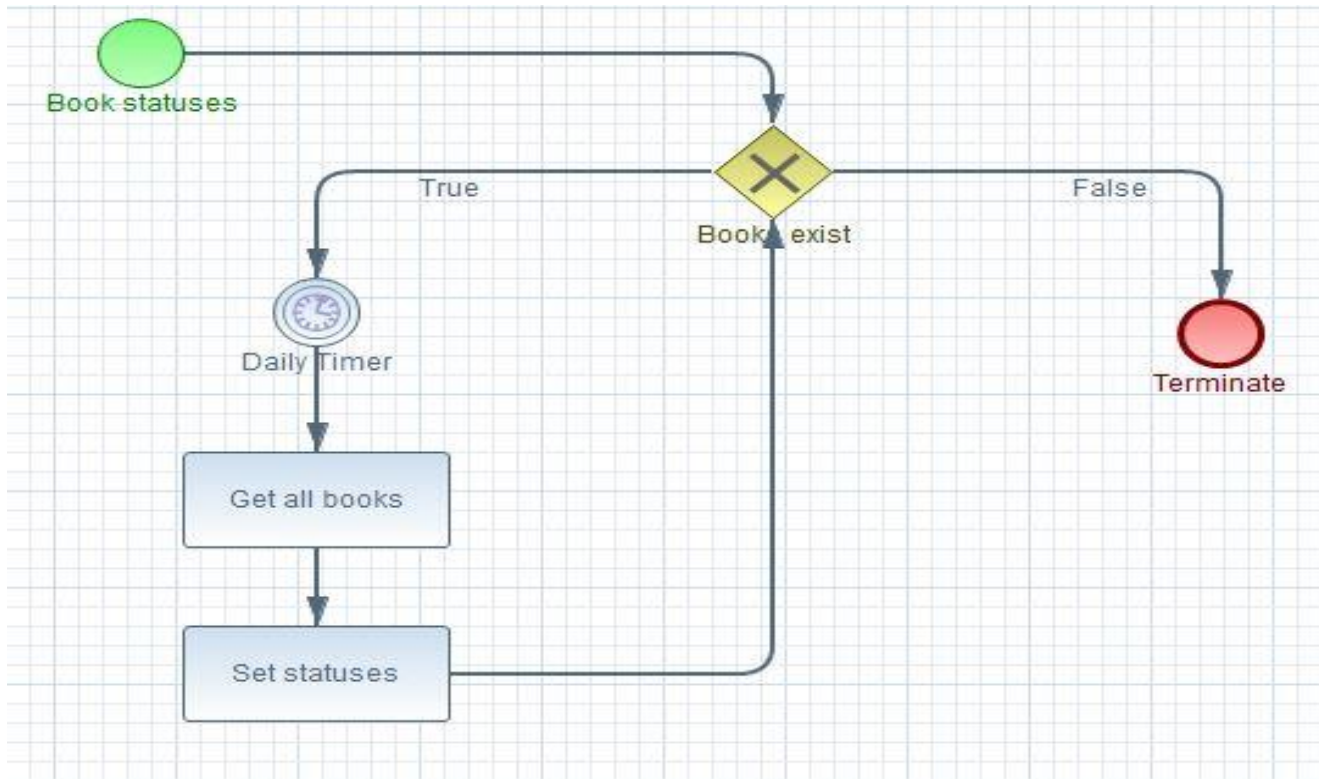 Book statuses
True
False
Books exist
Daily Timer
Terminate
Get all books
Set statuses